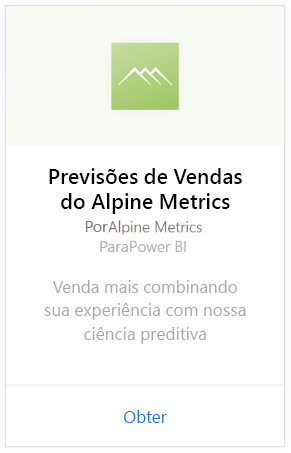 Previsões de Vendas
do Alpine Metrics
PorAlpine Metrics
ParaPower BI
Venda mais combinando
sua experiência com nossa
ciência preditiva
Obter